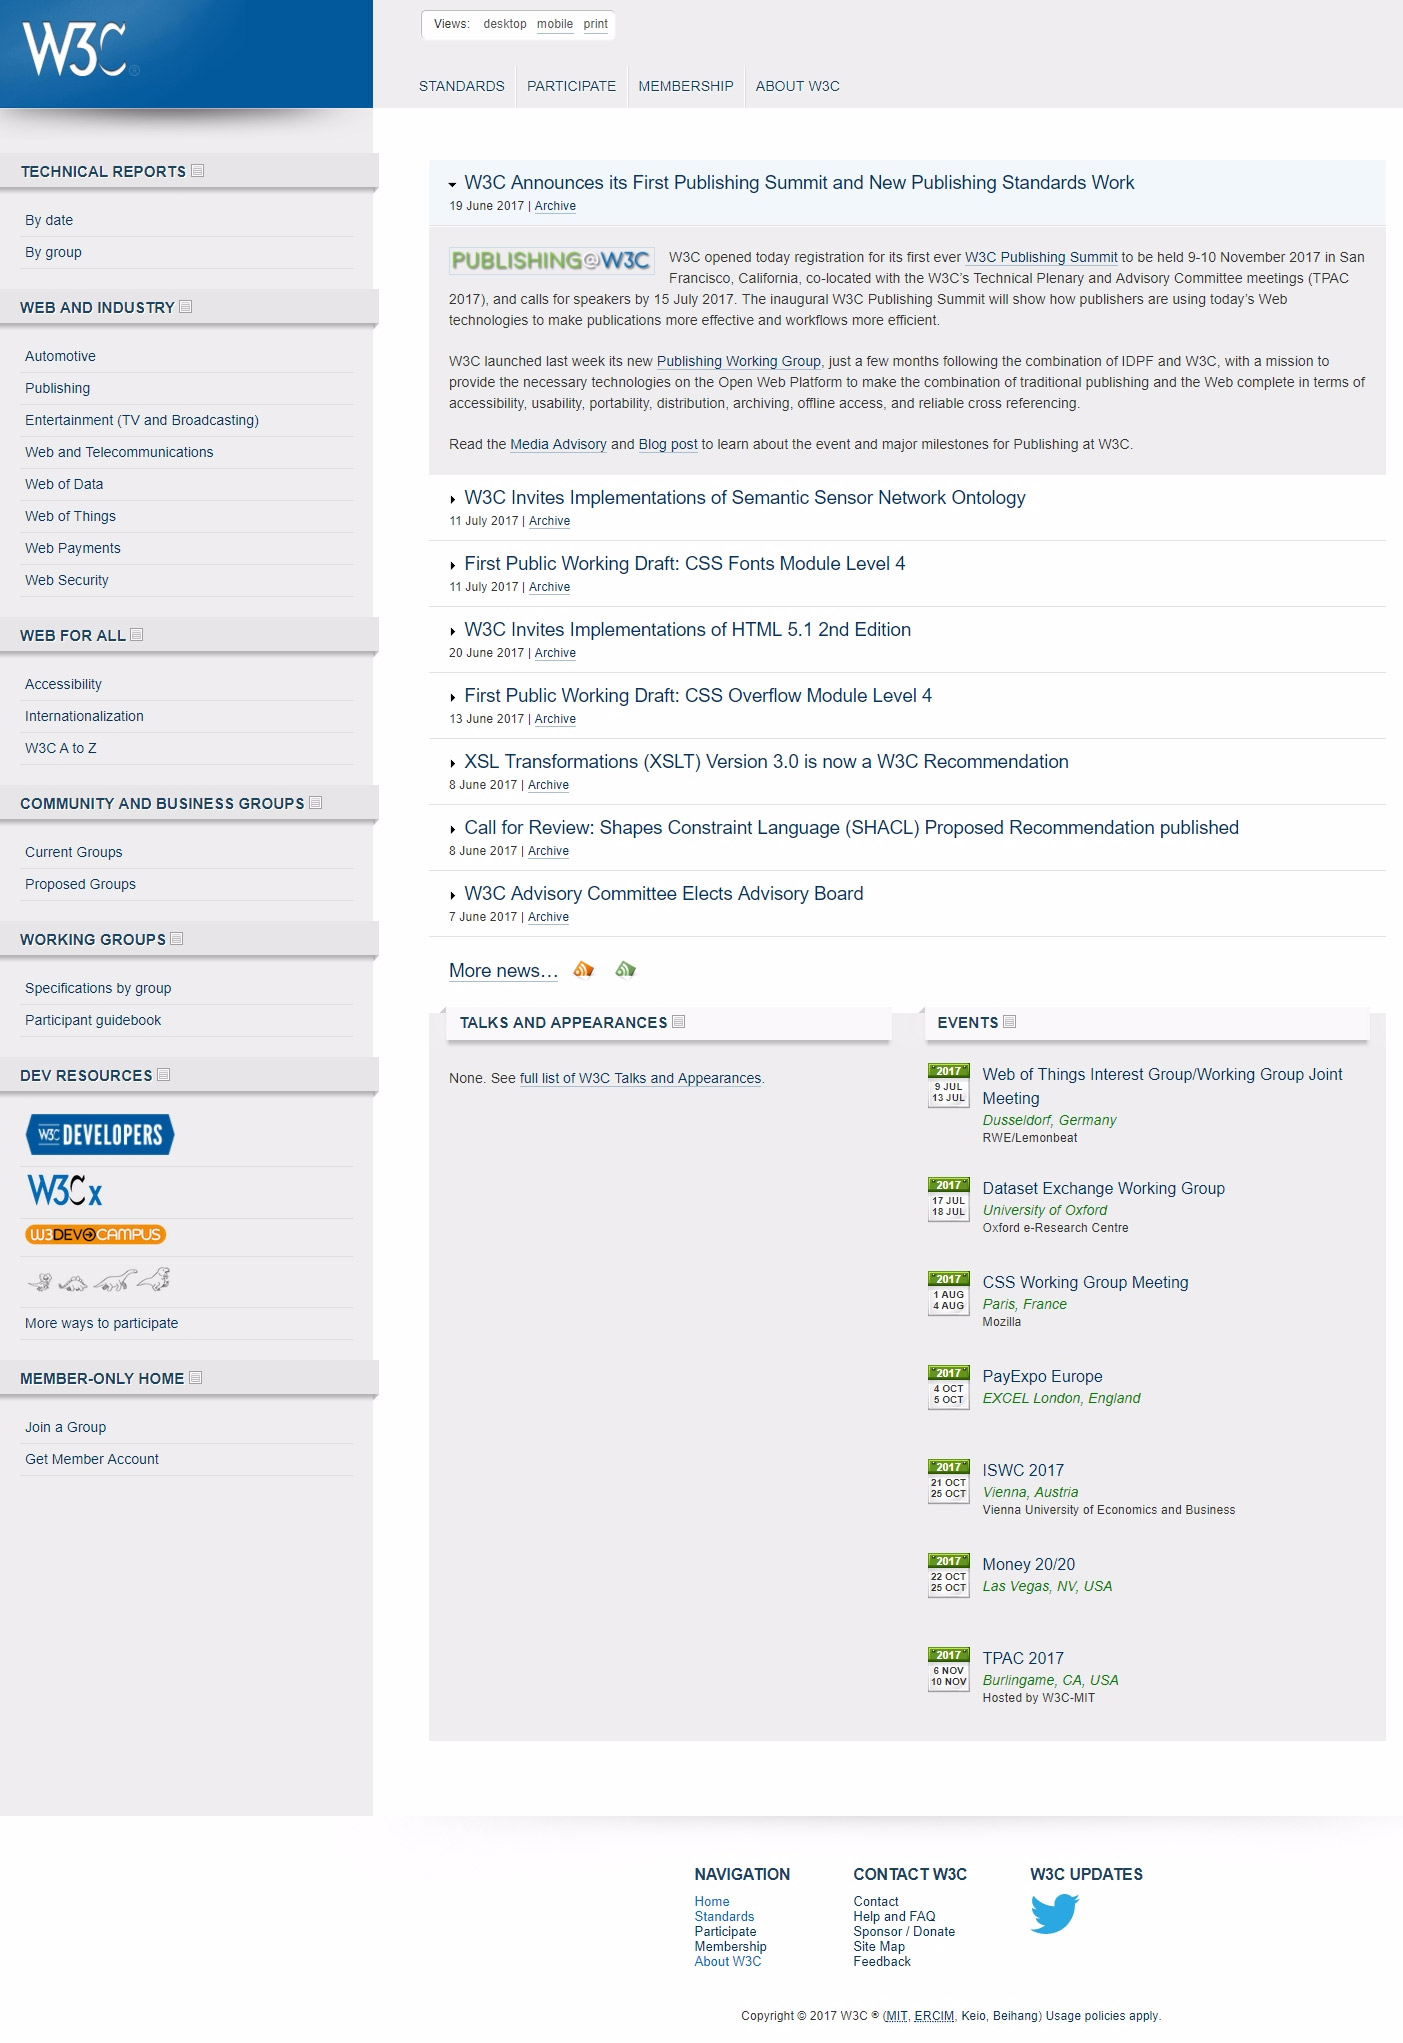 W3C®
Views: desktop mobile print
STANDARDS PARTICIPATE MEMBERSHIP ABOUT W3C
TECHNICAL REPORTS
By date
By group
WEB AND INDUSTRY
Automotive
Publishing
Entertainment (TV and Broadcasting)
Web and Telecommunications
Web of Data
Web of Things
Web Payments
Web Security
WEB FOR ALL
Accessibility
Internationalization
W3C A to Z
COMMUNITY AND BUSINESS GROUPS
Current Groups
Proposed Groups
WORKING GROUPS
Specifications by group
Participant guidebook
DEV RESOURCES
W3C DEVELOPERS
W3Cx
W3DEVCAMPUS
More ways to participate
MEMBER-ONLY HOME
Join a Group
Get Member Account
W3C Announces its First Publishing Summit and New Publishing Standards Work
19 June 2017 | Archive
PUBLISHING@W3C
W3C opened today registration for its first ever W3C Publishing Summit to be held 9-10 November 2017 in San
Francisco, California, co-located with the W3C’s Technical Plenary and Advisory Committee meetings (TPAC
2017), and calls for speakers by 15 July 2017. The inaugural W3C Publishing Summit will show how publishers are using today’s Web
technologies to make publications more effective and workflows more efficient.
W3C launched last week its new Publishing Working Group, just a few months following the combination of IDPF and W3C, with a mission to
provide the necessary technologies on the Open Web Platform to make the combination of traditional publishing and the Web complete in terms of
accessibility, usability, portability, distribution, archiving, offline access, and reliable cross referencing.
Read the Media Advisory and Blog post to learn about the event and major milestones for Publishing at W3C.
W3C Invites Implementations of Semantic Sensor Network Ontology
11 July 2017 | Archive
First Public Working Draft: CSS Fonts Module Level 4
11 July 2017 | Archive
W3C Invites Implementations of HTML 5.1 2nd Edition
20 June 2017 | Archive
First Public Working Draft: CSS Overflow Module Level 4
13 June 2017 | Archive
XSL Transformations (XSLT) Version 3.0 is now a W3C Recommendation
8 June 2017 | Archive
Call for Review: Shapes Constraint Language (SHACL) Proposed Recommendation published
8 June 2017 | Archive
W3C Advisory Committee Elects Advisory Board
7 June 2017 | Archive
More news…
TALKS AND APPEARANCES
None. See full list of W3C Talks and Appearances.
EVENTS
2017
9 JUL
13 JUL
Web of Things Interest Group/Working Group Joint
Meeting
Dusseldorf, Germany
RWE/Lemonbeat
2017
17 JUL
18 JUL
Dataset Exchange Working Group
University of Oxford
Oxford e-Research Centre
2017
1 AUG
4 AUG
CSS Working Group Meeting
Paris, France
Mozilla
2017
4 OCT
5 OCT
PayExpo Europe
EXCEL London, England
2017
21 OCT
25 OCT
ISWC 2017
Vienna, Austria
Vienna University of Economics and Business
2017
22 OCT
25 OCT
Money 20/20
Las Vegas, NV, USA
2017
6 NOV
10 NOV
TPAC 2017
Burlingame, CA, USA
Hosted by W3C-MIT
NAVIGATION
Home
Standards
Participate
Membership
About W3C
CONTACT W3C
Contact
Help and FAQ
Sponsor / Donate
Site Map
Feedback
W3C UPDATES
Copyright © 2017 W3C ® (MIT, ERCIM, Keio, Beihang) Usage policies apply.